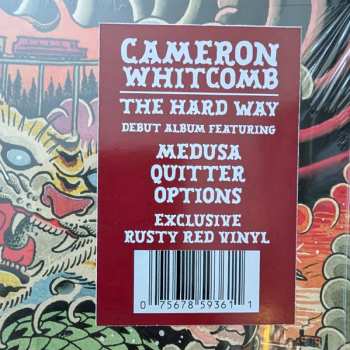 CAMERON
WHITCOMB
THE HARD WAY
DEBUT ALBUM FEATURING
MEDUSA
QUITTER
OPTIONS
EXCLUSIVE
RUSTY RED VINYL
0 75678 59361 1